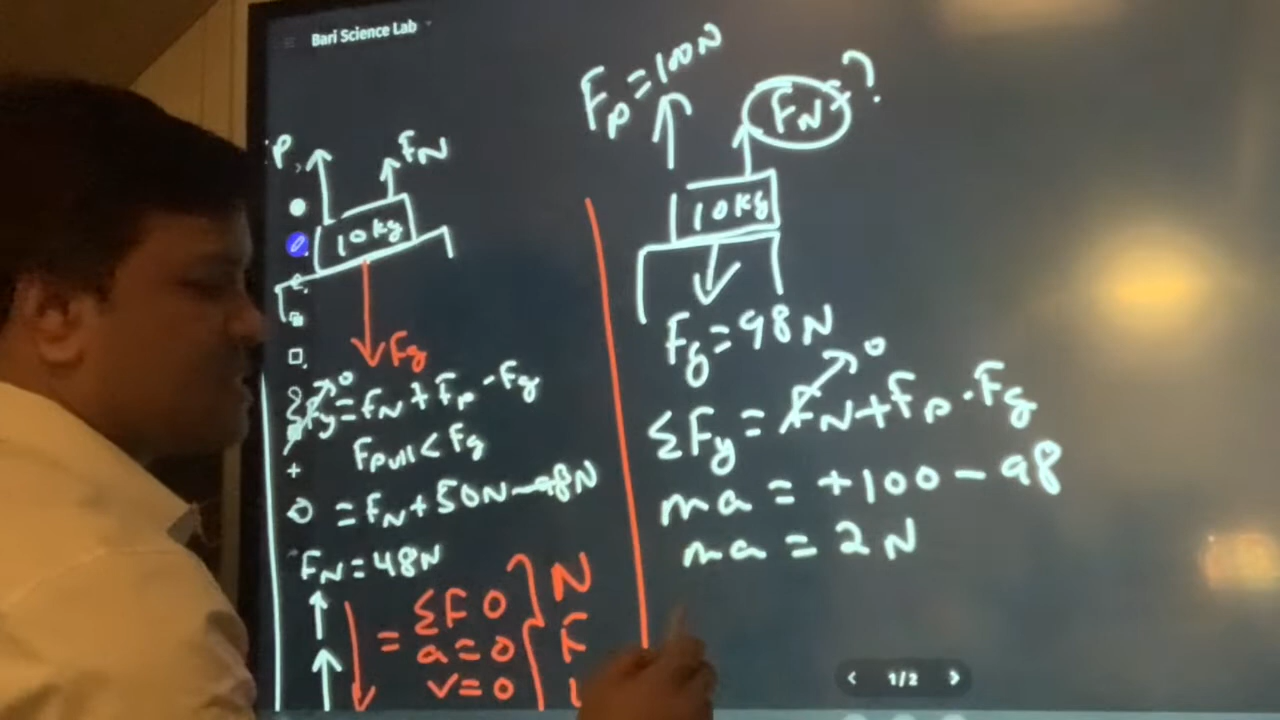 Bari Science Lab
P
FN
10kg
Fg
ΣFy = FN + Fp - Fg
0
Fpull < Fg
0 = FN + 50N - 98N
FN = 48N
= ΣF 0
a = 0
v = 0
N
F
Fp = 100N
FN = ?
10kg
Fg = 98N
0
ΣFy = FN + Fp - Fg
ma = +100 - 98
ma = 2N
1/2